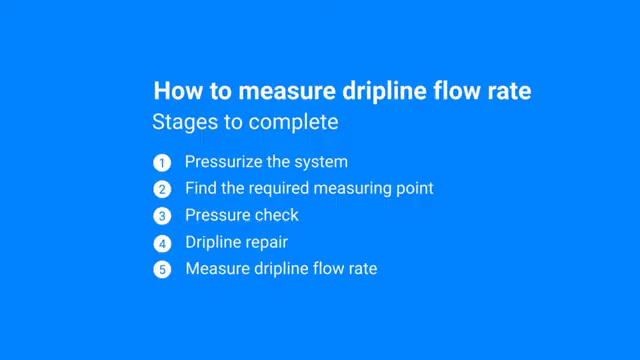 How to measure dripline flow rate
Stages to complete
1 Pressurize the system
2 Find the required measuring point
3 Pressure check
4 Dripline repair
5 Measure dripline flow rate